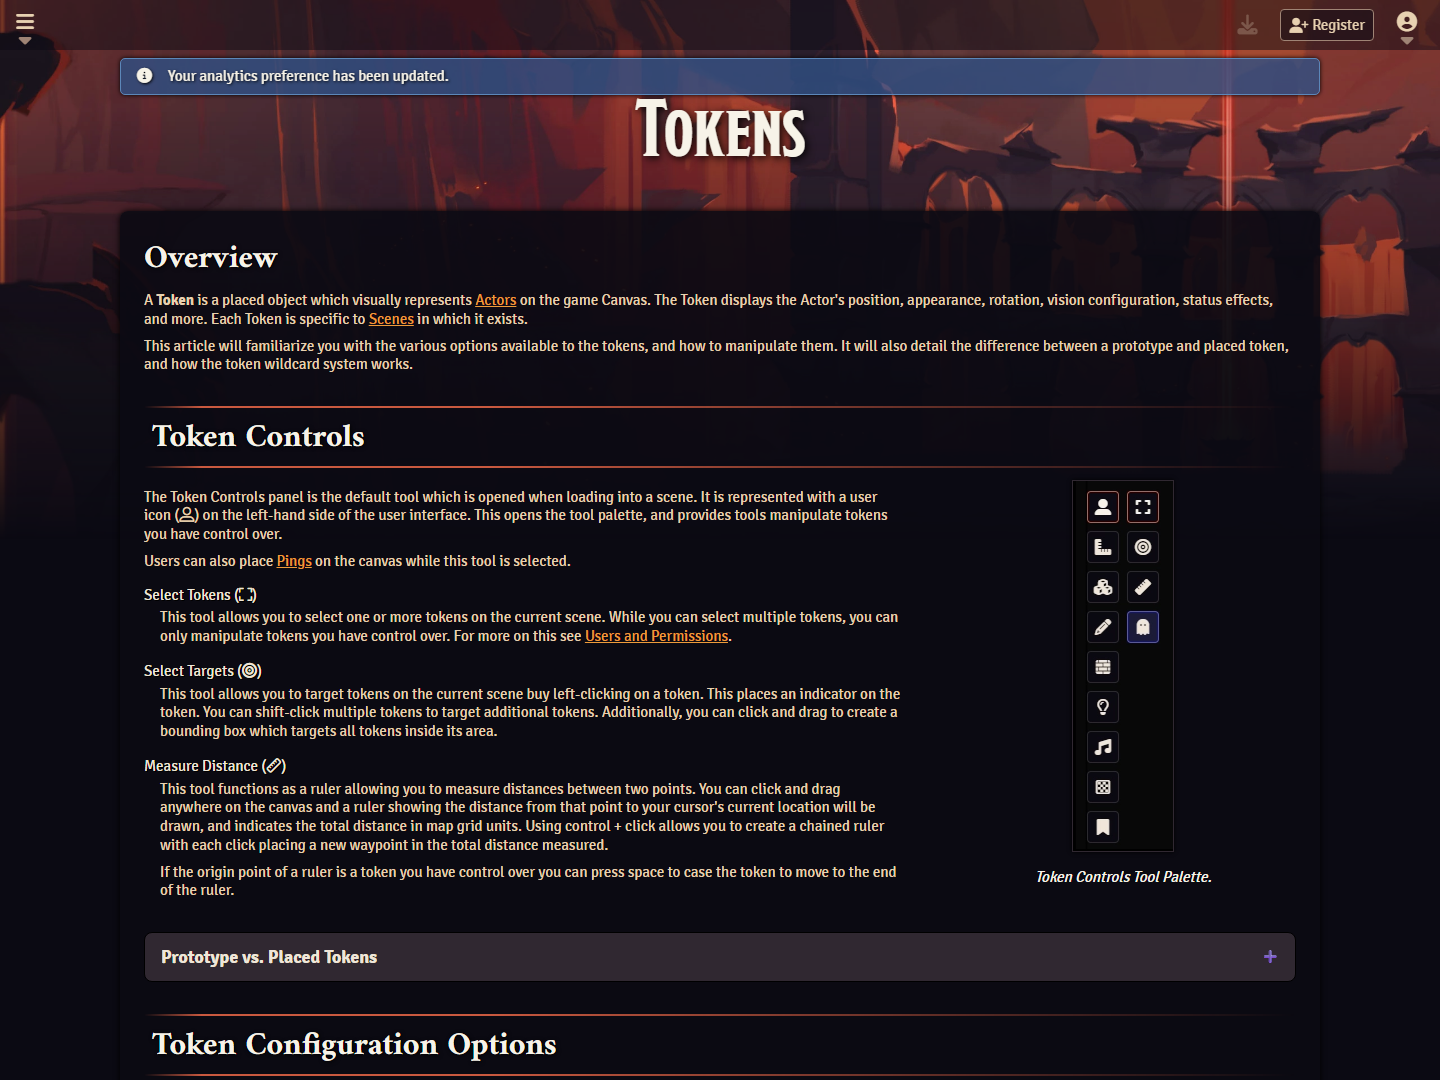 Register
Your analytics preference has been updated.
Tokens
Overview
A Token is a placed object which visually represents Actors on the game Canvas. The Token displays the Actor's position, appearance, rotation, vision configuration, status effects,
and more. Each Token is specific to Scenes in which it exists.
This article will familiarize you with the various options available to the tokens, and how to manipulate them. It will also detail the difference between a prototype and placed token,
and how the token wildcard system works.
Token Controls
The Token Controls panel is the default tool which is opened when loading into a scene. It is represented with a user
icon () on the left-hand side of the user interface. This opens the tool palette, and provides tools manipulate tokens
you have control over.
Users can also place Pings on the canvas while this tool is selected.
Select Tokens ()
This tool allows you to select one or more tokens on the current scene. While you can select multiple tokens, you can
only manipulate tokens you have control over. For more on this see Users and Permissions.
Select Targets ()
This tool allows you to target tokens on the current scene buy left-clicking on a token. This places an indicator on the
token. You can shift-click multiple tokens to target additional tokens. Additionally, you can click and drag to create a
bounding box which targets all tokens inside its area.
Measure Distance ()
This tool functions as a ruler allowing you to measure distances between two points. You can click and drag
anywhere on the canvas and a ruler showing the distance from that point to your cursor's current location will be
drawn, and indicates the total distance in map grid units. Using control + click allows you to create a chained ruler
with each click placing a new waypoint in the total distance measured.
If the origin point of a ruler is a token you have control over you can press space to case the token to move to the end
of the ruler.
Token Controls Tool Palette.
Prototype vs. Placed Tokens
Token Configuration Options